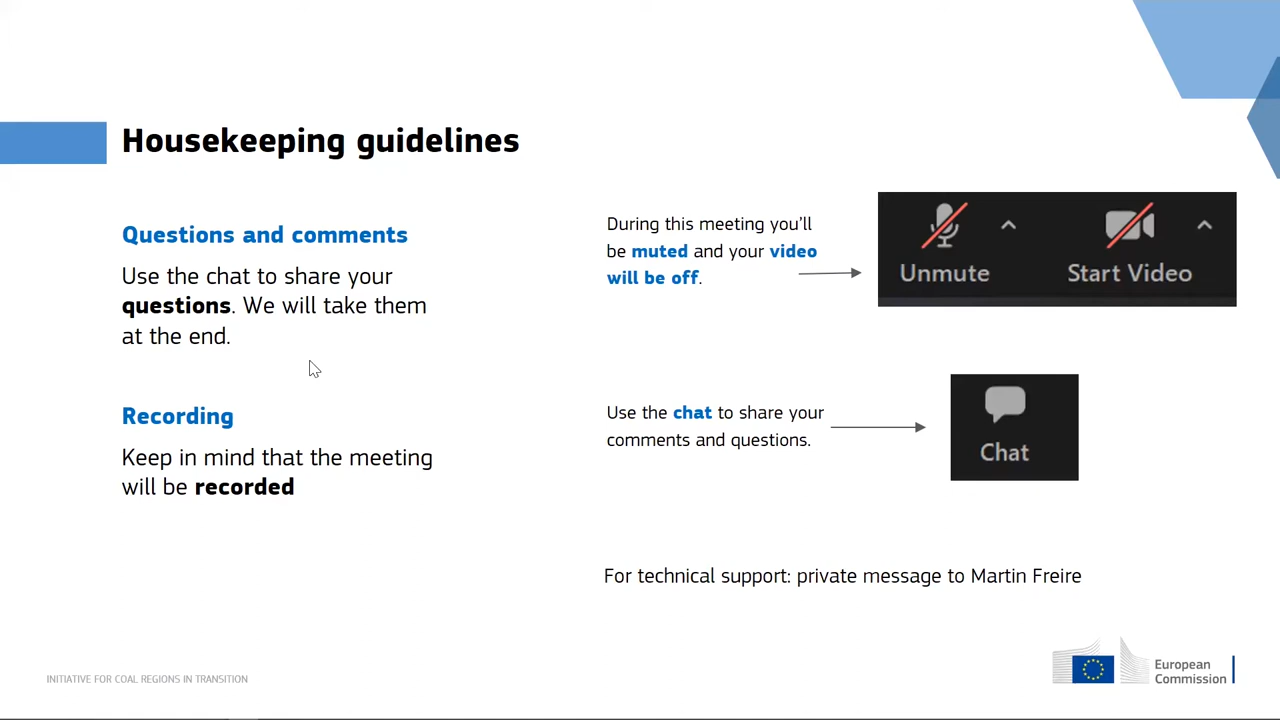 Housekeeping guidelines
Questions and comments
Use the chat to share your
questions. We will take them
at the end.
Recording
Keep in mind that the meeting
will be recorded
During this meeting you'll
be muted and your video
will be off.
Unmute
Start Video
Use the chat to share your
comments and questions.
Chat
For technical support: private message to Martin Freire
INITIATIVE FOR COAL REGIONS IN TRANSITION
European
Commission